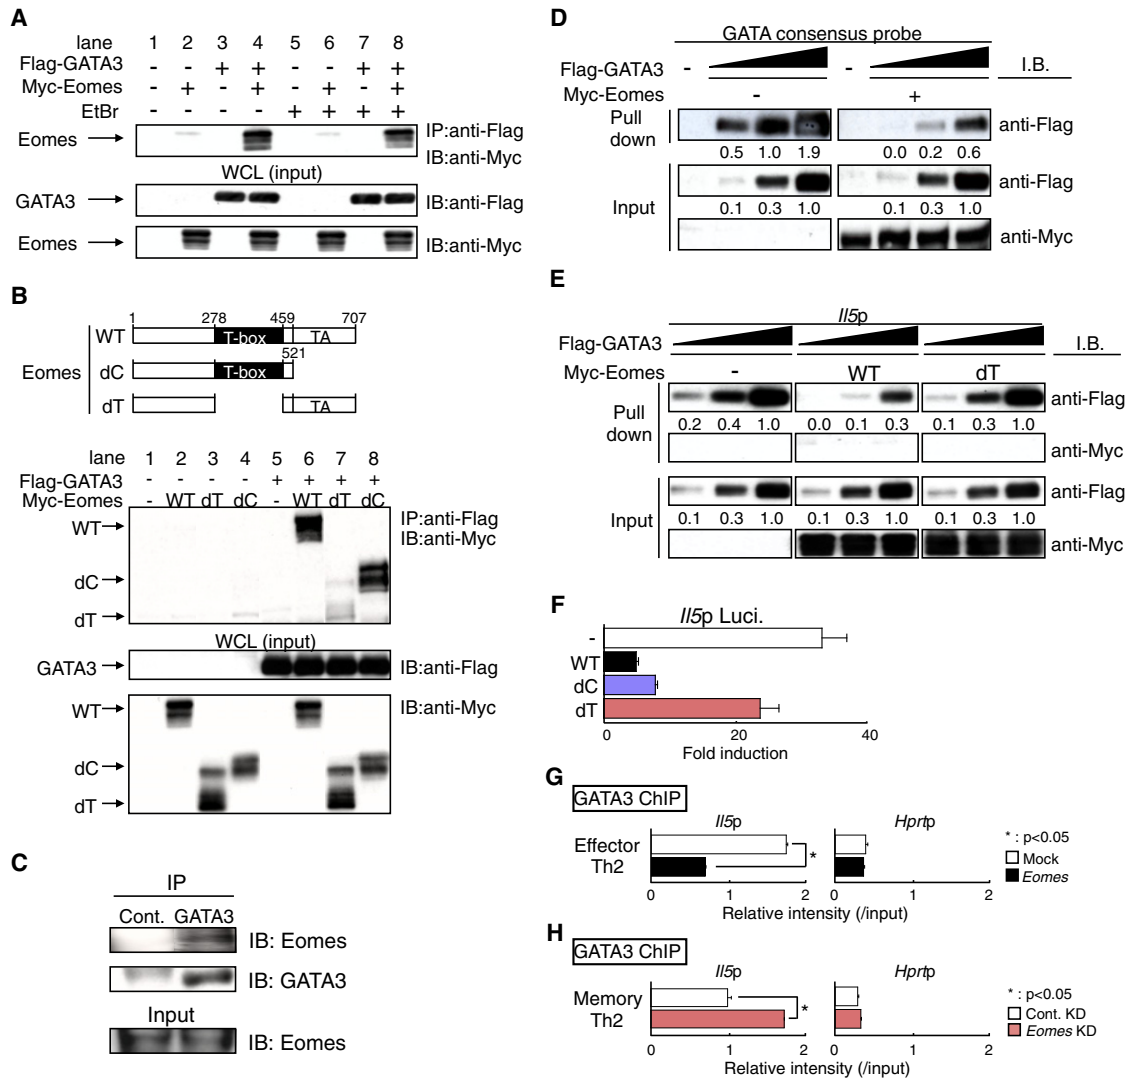 A
lane 1 2 3 4 5 6 7 8
Flag-GATA3 - - + + - - + +
Myc-Eomes - + - + - + - +
EtBr - - - - + + + +
Eomes
IP:anti-Flag
IB:anti-Myc
WCL (input)
GATA3
IB:anti-Flag
Eomes
IB:anti-Myc
B
1 278 459 707
WT T-box TA
521
Eomes dC T-box
dT TA
lane 1 2 3 4 5 6 7 8
Flag-GATA3 - - - - + + + +
Myc-Eomes - WT dT dC - WT dT dC
WT
IP:anti-Flag
IB:anti-Myc
dC
dT
WCL (input)
GATA3
IB:anti-Flag
WT
IB:anti-Myc
dC
dT
C
IP
Cont. GATA3
IB: Eomes
IB: GATA3
Input
IB: Eomes
D
GATA consensus probe
Flag-GATA3 - -
I.B.
Myc-Eomes - +
Pull down
anti-Flag
0.5 1.0 1.9 0.0 0.2 0.6
anti-Flag
Input
0.1 0.3 1.0 0.1 0.3 1.0
anti-Myc
E
Il5p
Flag-GATA3
I.B.
Myc-Eomes - WT dT
Pull down
anti-Flag
0.2 0.4 1.0 0.0 0.1 0.3 0.1 0.3 1.0
anti-Myc
anti-Flag
Input
0.1 0.3 1.0 0.1 0.3 1.0 0.1 0.3 1.0
anti-Myc
F
Il5p Luci.
-
WT
dC
dT
0 20 40
Fold induction
G
GATA3 ChIP
Il5p Hprtp
Effector Th2
*
* : p<0.05
Mock
Eomes
0 1 2 0 1 2
Relative intensity (/input)
H
GATA3 ChIP
Il5p Hprtp
Memory Th2
*
* : p<0.05
Cont. KD
Eomes KD
0 1 2 0 1 2
Relative intensity (/input)